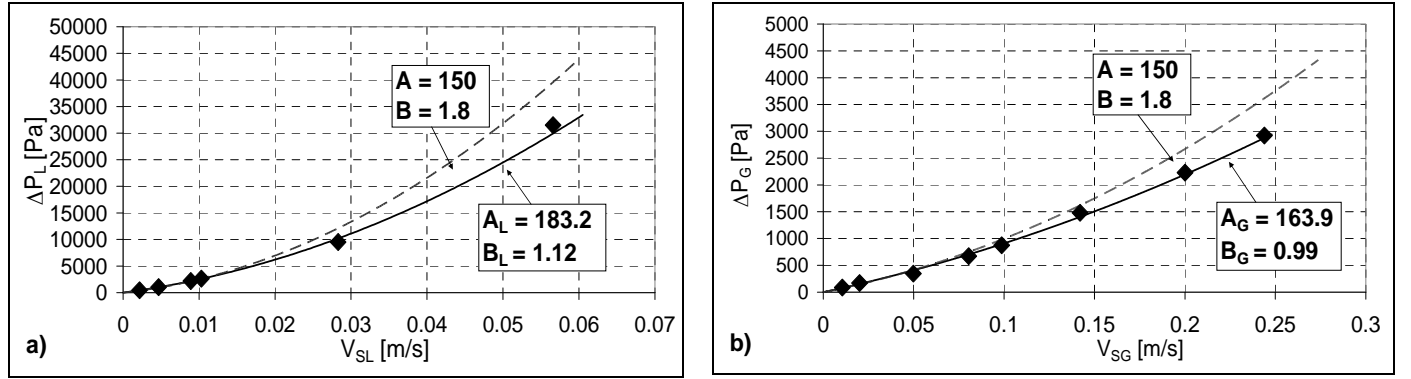 50000
45000
40000
35000
30000
25000
20000
15000
10000
5000
0
ΔP_L [Pa]
A = 150
B = 1.8
A_L = 183.2
B_L = 1.12
0 0.01 0.02 0.03 0.04 0.05 0.06 0.07
V_SL [m/s]
a)
5000
4500
4000
3500
3000
2500
2000
1500
1000
500
0
ΔP_G [Pa]
A = 150
B = 1.8
A_G = 163.9
B_G = 0.99
0 0.05 0.1 0.15 0.2 0.25 0.3
V_SG [m/s]
b)